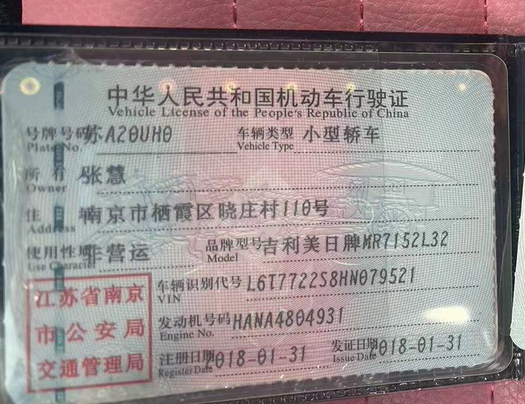 中华人民共和国机动车行驶证
Vehicle License of the People's Republic of China
号牌号码 苏A20UH0 车辆类型 小型轿车
Plate No. Vehicle Type
所有 张慧
Owner
住 南京市栖霞区晓庄村110号
Address
使用性质 非营运 品牌型号 吉利美日牌MR7152L32
Use Character Model
江苏省南京
市公安局
交通管理局
车辆识别代号 L6T7722S8HN079521
VIN
发动机号码 HANA4804931
Engine No.
注册日期 018-01-31 发证日期 018-01-31
Register Date Issue Date